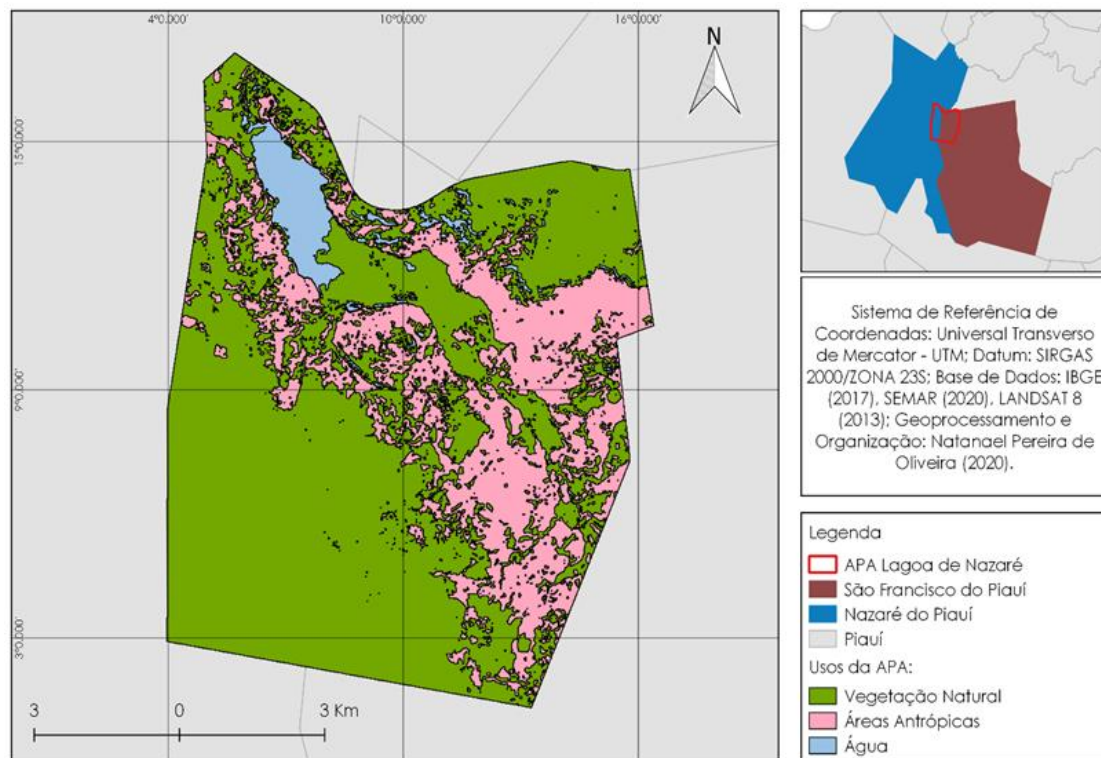 4°0.000' 10°0.000' 16°0.000'
N
15°0.000'
9°0.000'
3°0.000'
3 0 3 Km
Sistema de Referência de
Coordenadas: Universal Transverso
de Mercator - UTM; Datum: SIRGAS
2000/ZONA 23S; Base de Dados: IBGE
(2017), SEMAR (2020), LANDSAT 8
(2013); Geoprocessamento e
Organização: Natanael Pereira de
Oliveira (2020).
Legenda
APA Lagoa de Nazaré
São Francisco do Piauí
Nazaré do Piauí
Piauí
Usos da APA:
Vegetação Natural
Áreas Antrópicas
Água